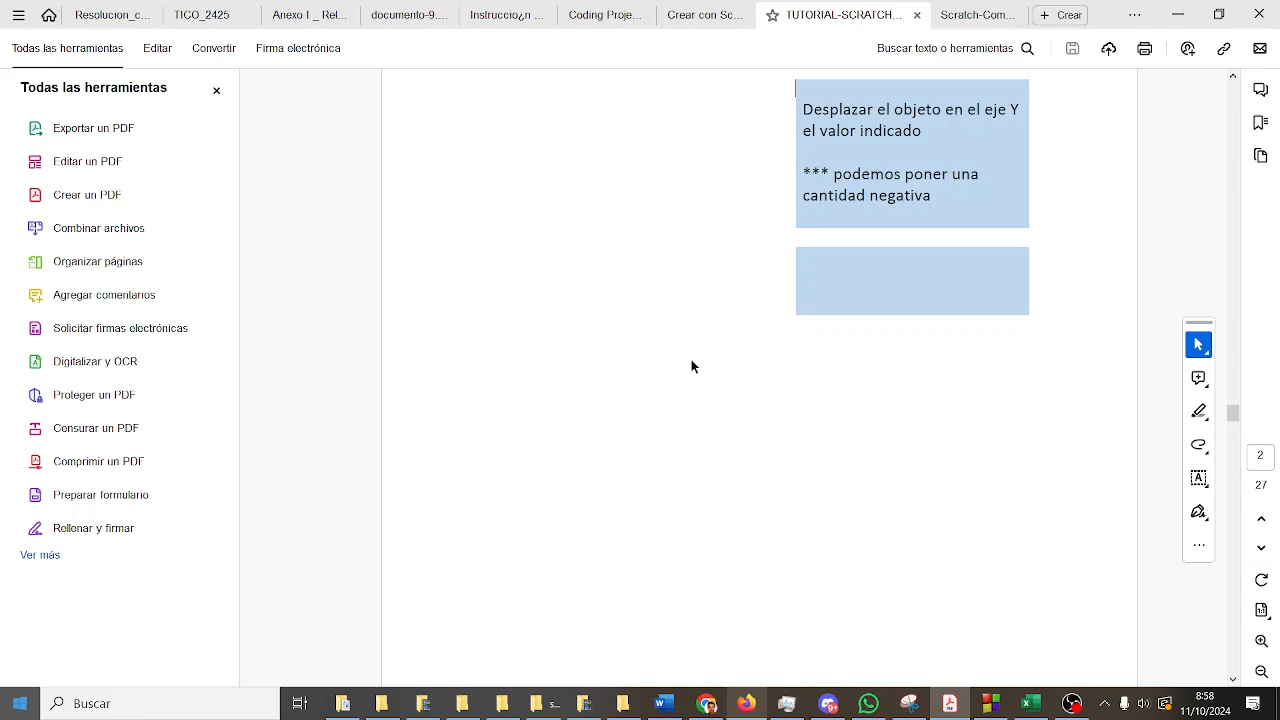 Resolution_c...
TICO_2425
Anexo I _ Rel...
documento-9....
Instruccio¿n ...
Coding Proje...
Crear con Sc...
TUTORIAL-SCRATCH...
Scratch-Com...
Crear
Todas las herramientas
Editar
Convertir
Firma electrónica
Buscar texto o herramientas
Todas las herramientas
Exportar un PDF
Editar un PDF
Crear un PDF
Combinar archivos
Organizar páginas
Agregar comentarios
Solicitar firmas electrónicas
Digitalizar y OCR
Proteger un PDF
Censurar un PDF
Comprimir un PDF
Preparar formulario
Rellenar y firmar
Ver más
Desplazar el objeto en el eje Y
el valor indicado
*** podemos poner una
cantidad negativa
2
27
Buscar
8:58
11/10/2024